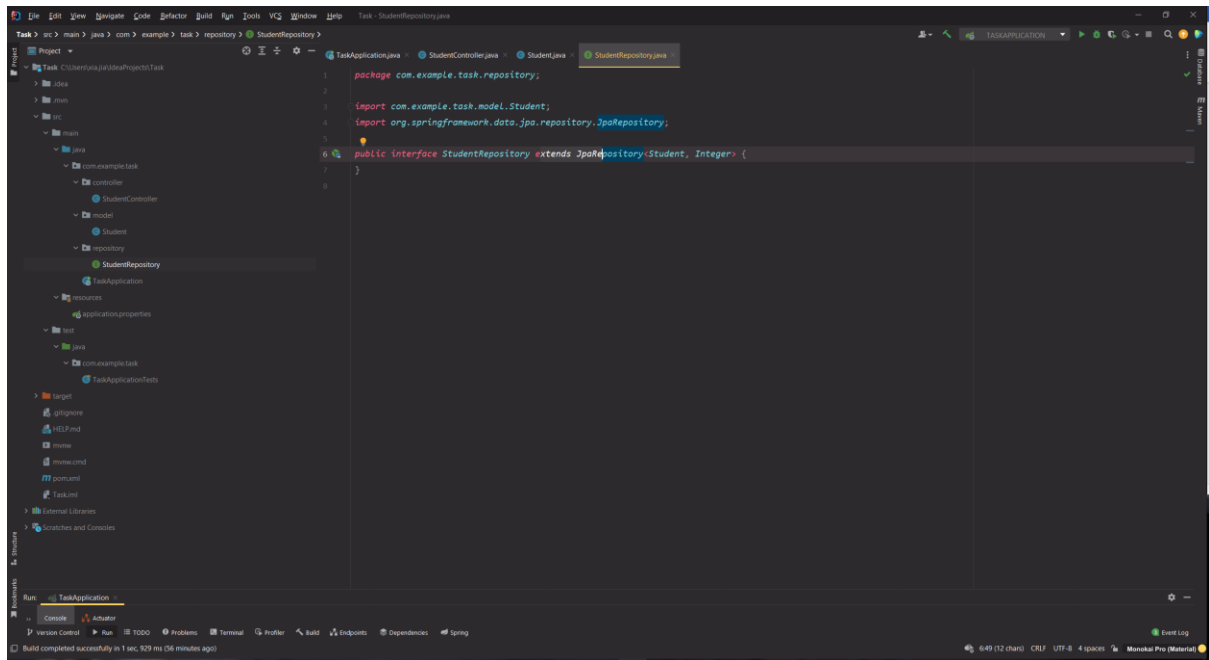 File Edit View Navigate Code Refactor Build Run Tools VCS Window Help Task - StudentRepository.java
Task > src > main > java > com > example > task > repository > StudentRepository >
TASKAPPLICATION
Project
TaskApplication.java StudentController.java Student.java StudentRepository.java
Task
.idea
.mvn
src
main
java
com.example.task
controller
StudentController
model
Student
repository
StudentRepository
TaskApplication
resources
application.properties
test
java
com.example.task
TaskApplicationTests
target
.gitignore
HELP.md
mvnw
mvnw.cmd
pom.xml
Task.iml
External Libraries
Scratches and Consoles
1 package com.example.task.repository;
2
3 import com.example.task.model.Student;
4 import org.springframework.data.jpa.repository.JpaRepository;
5
6 public interface StudentRepository extends JpaRepository<Student, Integer> {
7 }
8
Project
Structure
Bookmarks
Database
Maven
Run: TaskApplication
Console Actuator
Version Control Run TODO Problems Terminal Profiler Build Endpoints Dependencies Spring
Event Log
Build completed successfully in 1 sec, 929 ms (56 minutes ago)
6:49 (12 chars) CRLF UTF-8 4 spaces Monokai Pro (Material)